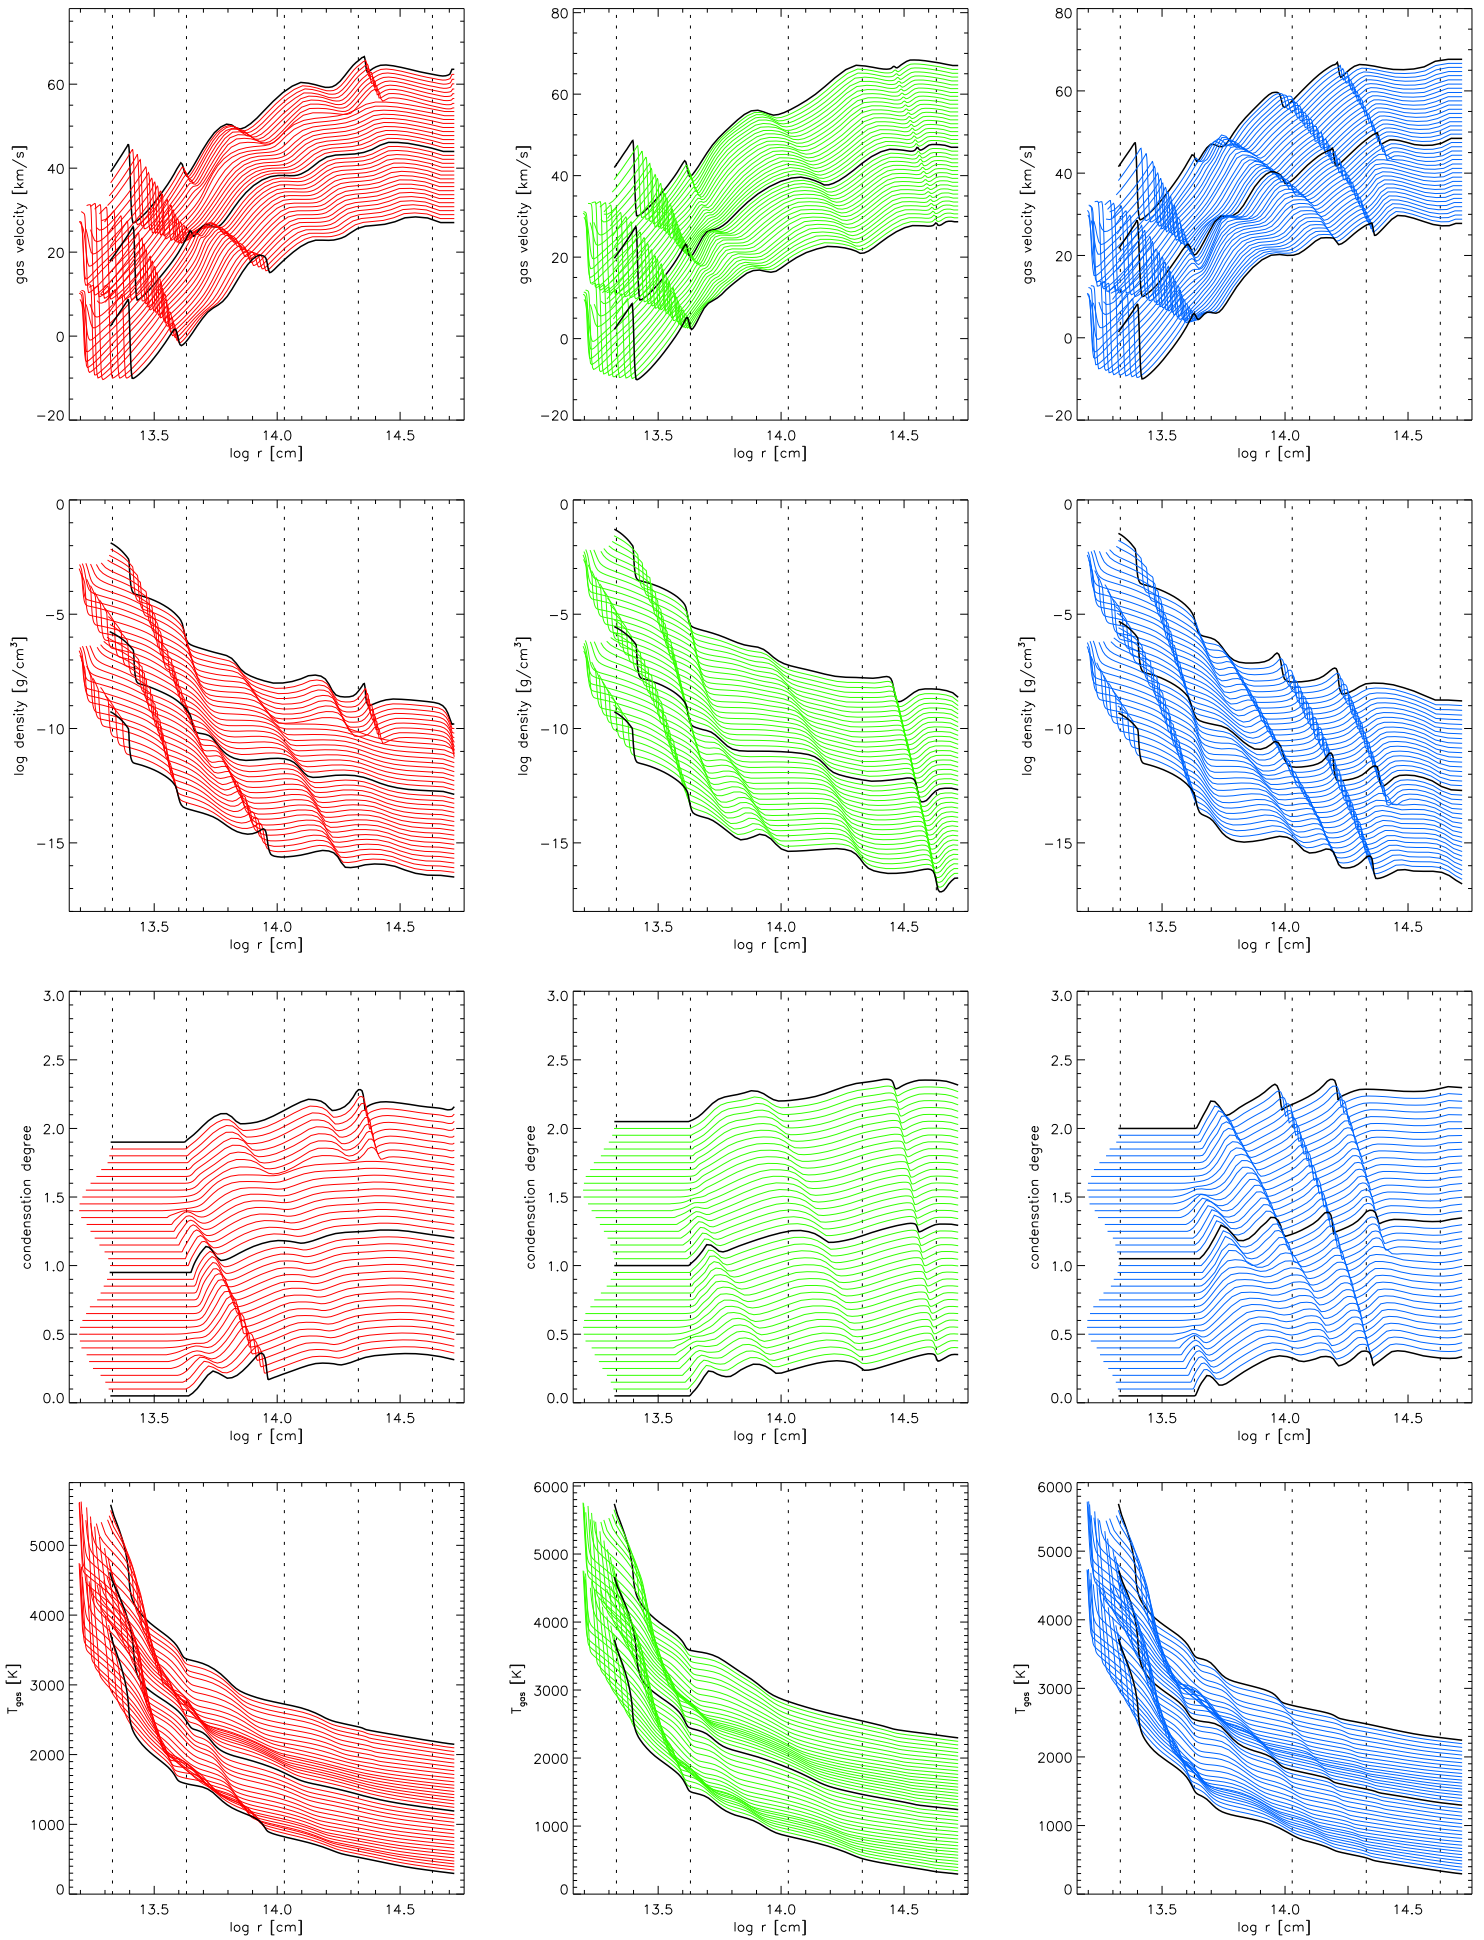 80 80
60 60 60
40 40 40
20 20 20
0 0 0
−20 −20 −20
gas velocity [km/s] gas velocity [km/s] gas velocity [km/s]
13.5 14.0 14.5 13.5 14.0 14.5 13.5 14.0 14.5
log r [cm] log r [cm] log r [cm]
0 0 0
−5 −5 −5
−10 −10 −10
−15 −15 −15
log density [g/cm³] log density [g/cm³] log density [g/cm³]
13.5 14.0 14.5 13.5 14.0 14.5 13.5 14.0 14.5
log r [cm] log r [cm] log r [cm]
3.0 3.0 3.0
2.5 2.5 2.5
2.0 2.0 2.0
1.5 1.5 1.5
1.0 1.0 1.0
0.5 0.5 0.5
0.0 0.0 0.0
condensation degree condensation degree condensation degree
13.5 14.0 14.5 13.5 14.0 14.5 13.5 14.0 14.5
log r [cm] log r [cm] log r [cm]
6000 6000
5000 5000 5000
4000 4000 4000
3000 3000 3000
2000 2000 2000
1000 1000 1000
0 0 0
Tgas [K] Tgas [K] Tgas [K]
13.5 14.0 14.5 13.5 14.0 14.5 13.5 14.0 14.5
log r [cm] log r [cm] log r [cm]